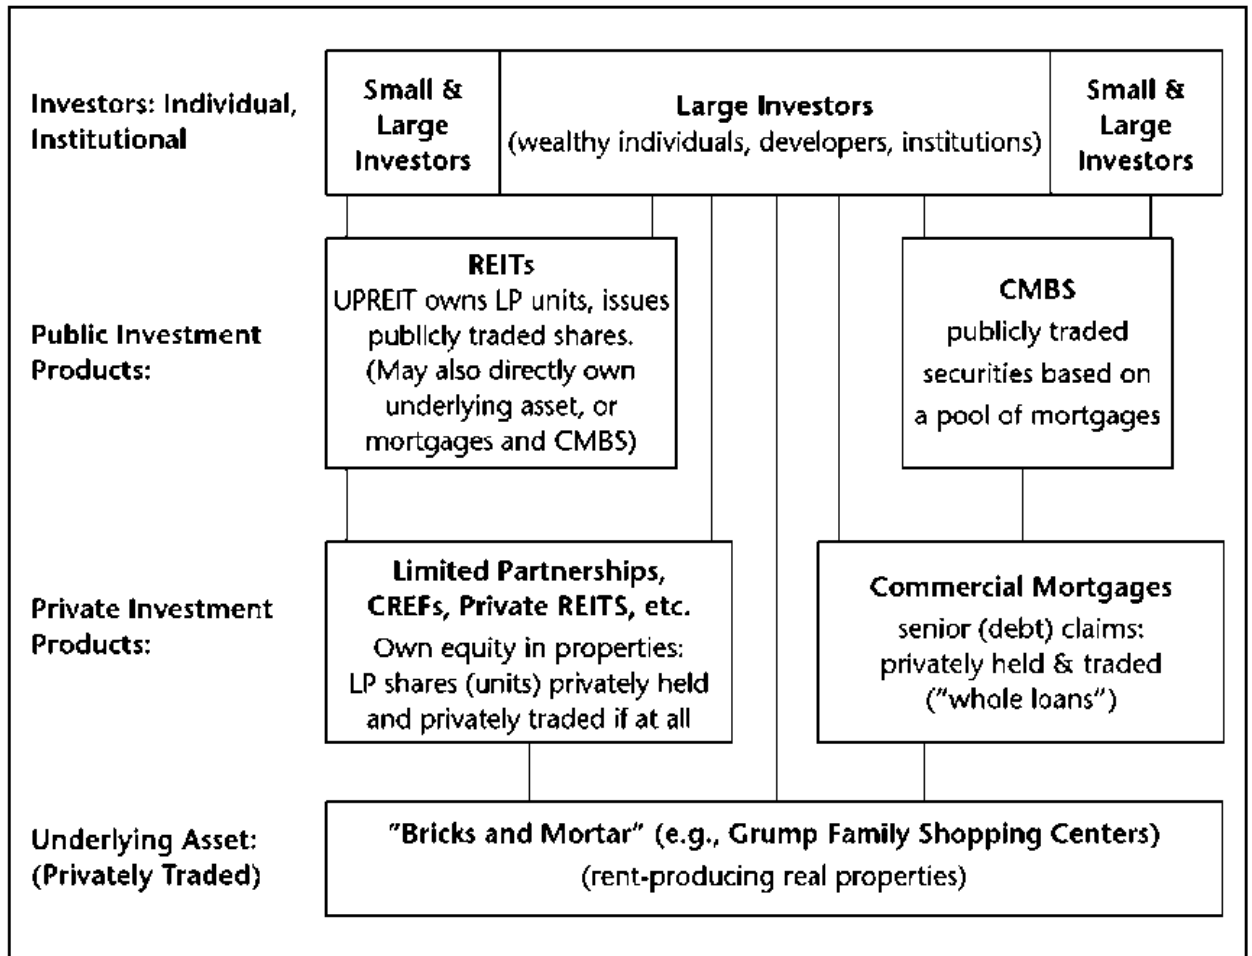 Investors: Individual,
Institutional
Small &
Large
Investors
Large Investors
(wealthy individuals, developers, institutions)
Small &
Large
Investors
Public Investment
Products:
REITs
UPREIT owns LP units, issues
publicly traded shares.
(May also directly own
underlying asset, or
mortgages and CMBS)
CMBS
publicly traded
securities based on
a pool of mortgages
Private Investment
Products:
Limited Partnerships,
CREFs, Private REITS, etc.
Own equity in properties:
LP shares (units) privately held
and privately traded if at all
Commercial Mortgages
senior (debt) claims:
privately held & traded
("whole loans")
Underlying Asset:
(Privately Traded)
"Bricks and Mortar" (e.g., Grump Family Shopping Centers)
(rent-producing real properties)